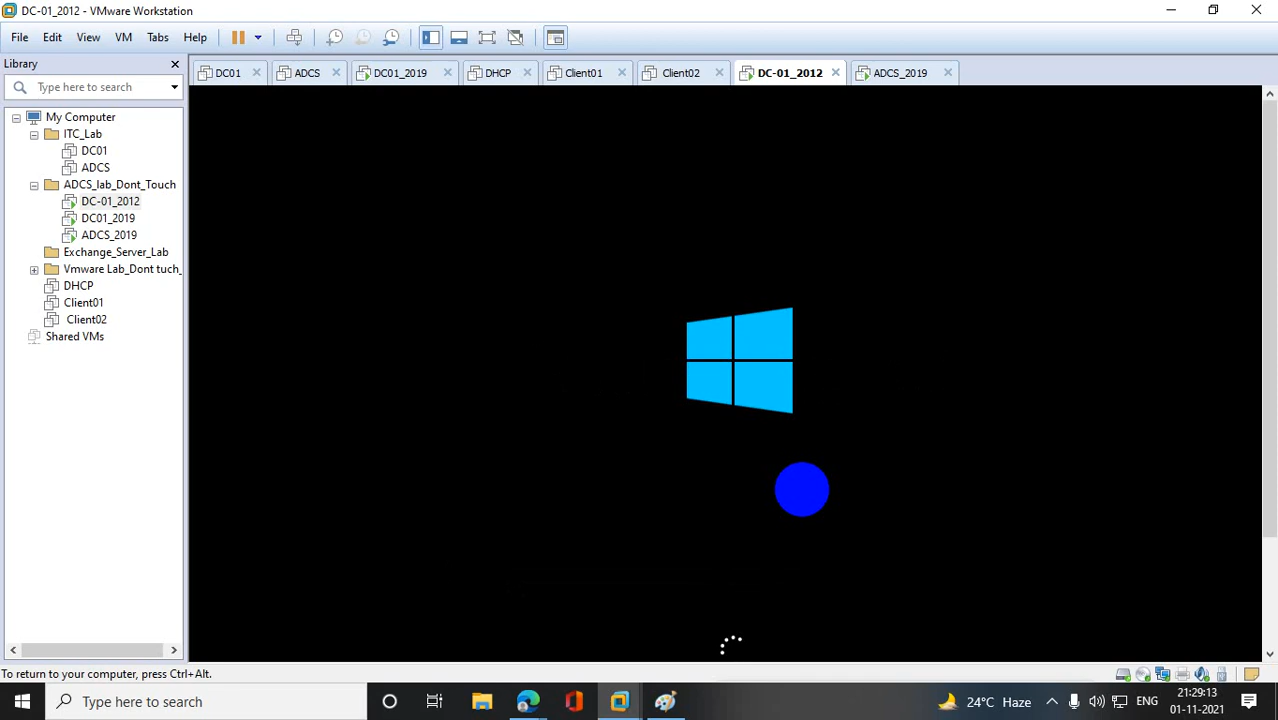 DC-01_2012 - VMware Workstation
File Edit View VM Tabs Help
Library
Type here to search
DC01 ADCS DC01_2019 DHCP Client01 Client02 DC-01_2012 ADCS_2019
My Computer
ITC_Lab
DC01
ADCS
ADCS_lab_Dont_Touch
DC-01_2012
DC01_2019
ADCS_2019
Exchange_Server_Lab
Vmware Lab_Dont tuch_
DHCP
Client01
Client02
Shared VMs
To return to your computer, press Ctrl+Alt.
Type here to search
24°C Haze
ENG
21:29:13
01-11-2021